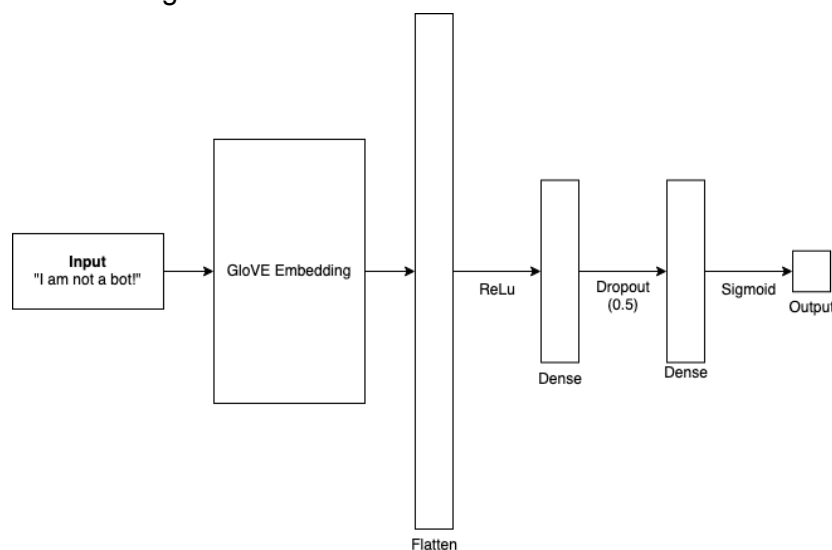 Input
"I am not a bot!"
GloVE Embedding
ReLu
Dropout
(0.5)
Sigmoid
Output
Dense
Dense
Flatten